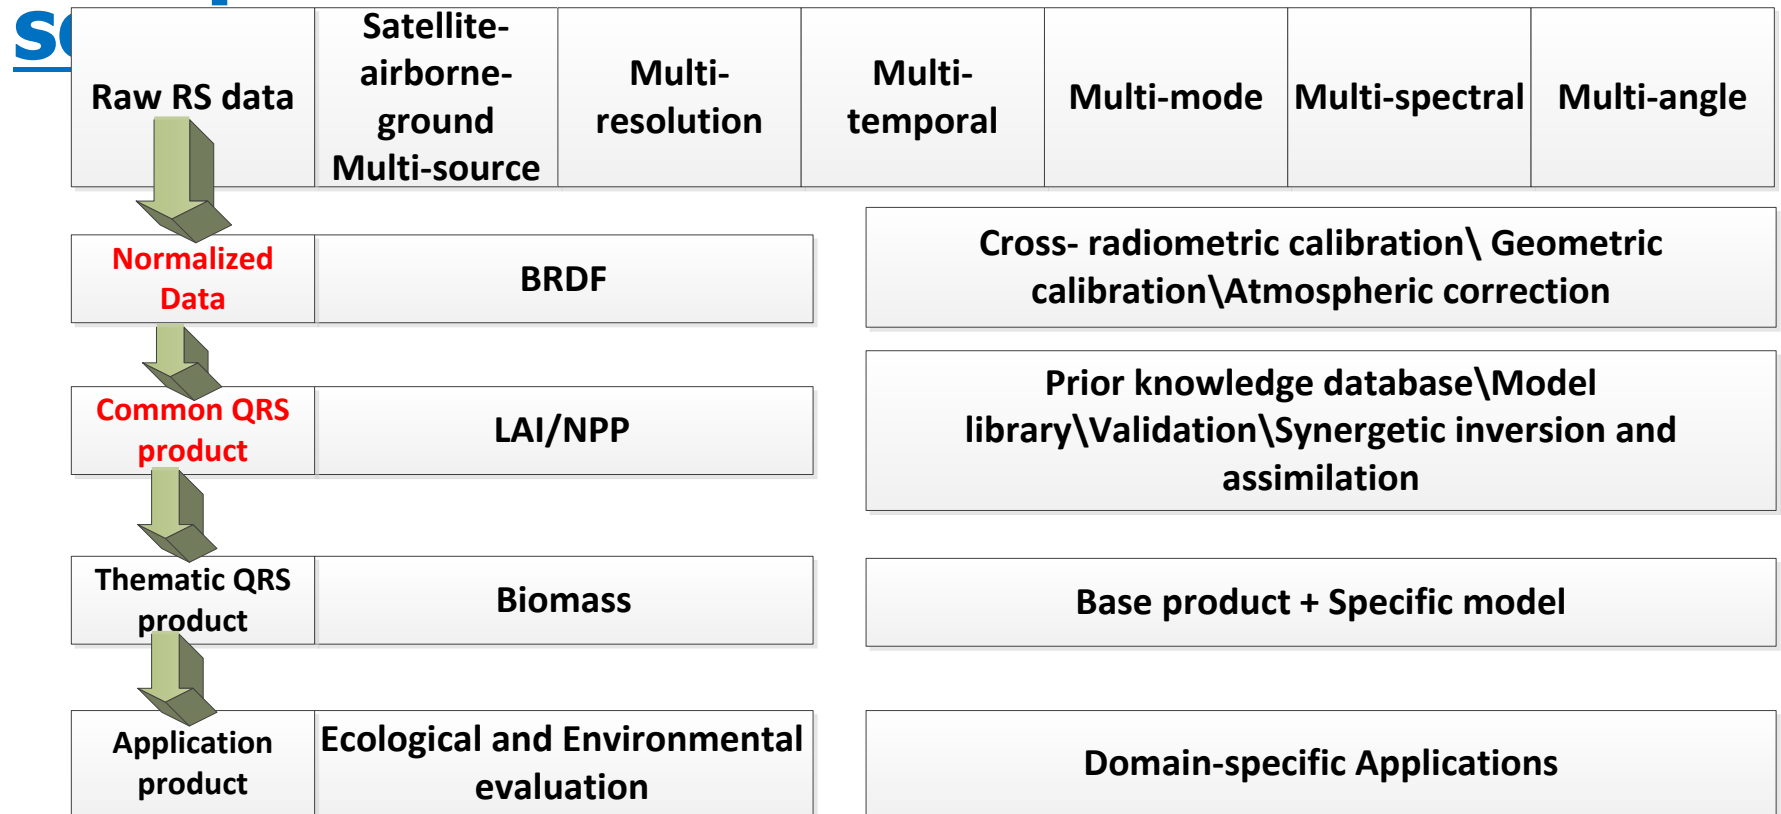 Raw RS data
Satellite-
airborne-
ground
Multi-source
Multi-
resolution
Multi-
temporal
Multi-mode
Multi-spectral
Multi-angle
Normalized
Data
BRDF
Cross- radiometric calibration\ Geometric
calibration\Atmospheric correction
Common QRS
product
LAI/NPP
Prior knowledge database\Model
library\Validation\Synergetic inversion and
assimilation
Thematic QRS
product
Biomass
Base product + Specific model
Application
product
Ecological and Environmental
evaluation
Domain-specific Applications